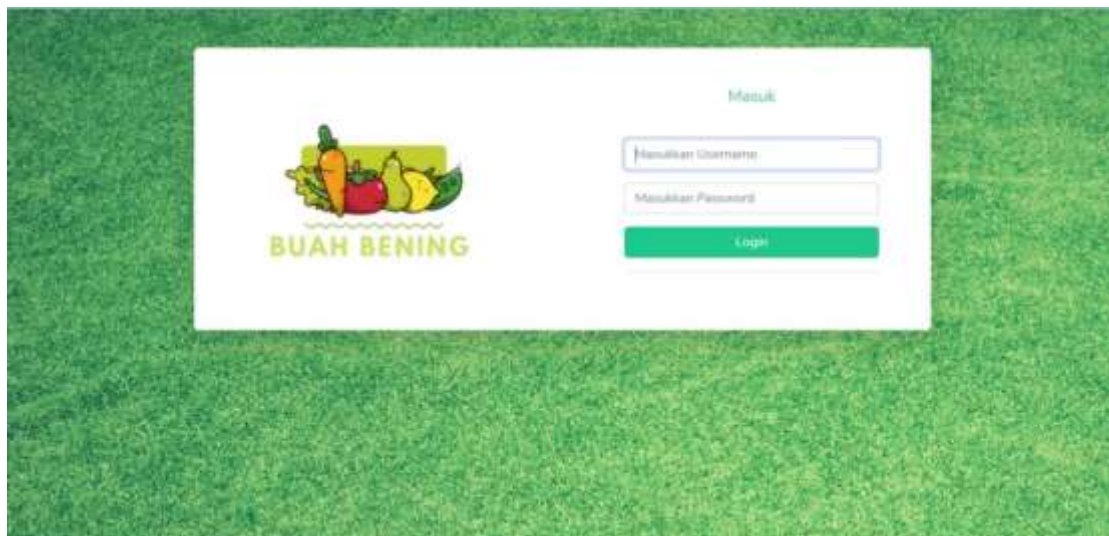 Masuk
Masukkan Username
Masukkan Password
Login
BUAH BENING